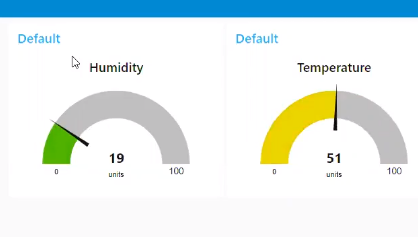 Default
Humidity
19
units
0
100
Default
Temperature
51
units
0
100